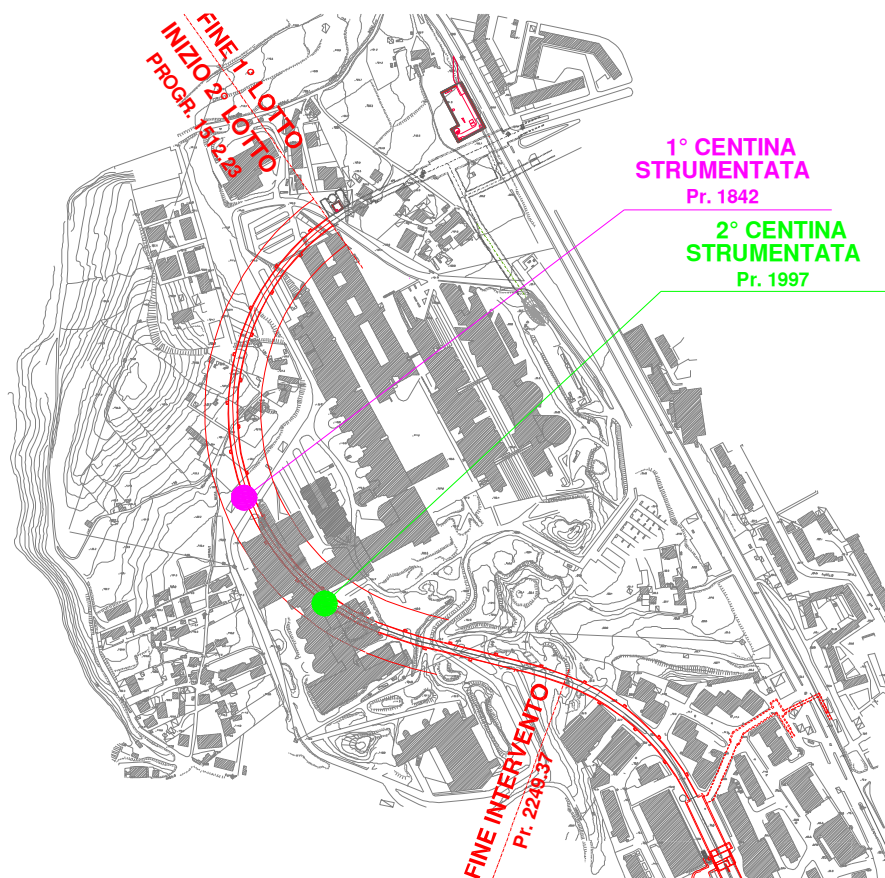 FINE 1° LOTTO
INIZIO 2° LOTTO
PROGR. 1512,23
1° CENTINA
STRUMENTATA
Pr. 1842
2° CENTINA
STRUMENTATA
Pr. 1997
FINE INTERVENTO
Pr. 2249.37